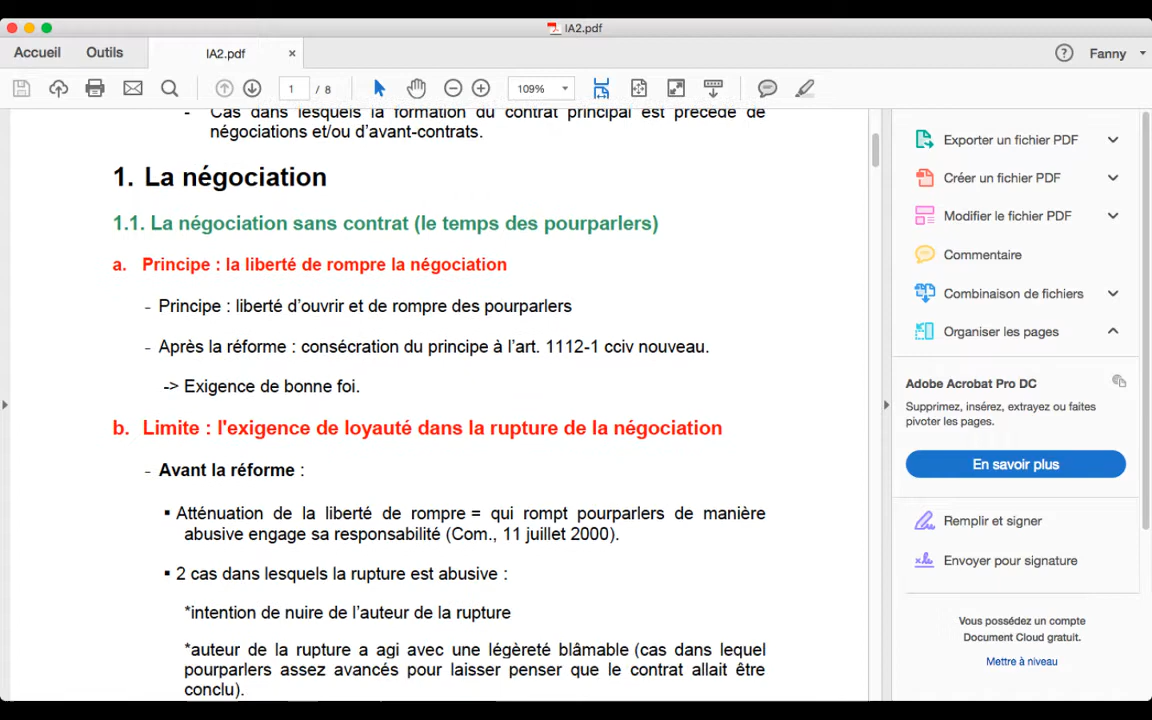 IA2.pdf
Accueil
Outils
IA2.pdf
×
?
Fanny
1 / 8
109%
- Cas dans lesquels la formation du contrat principal est précédé de
négociations et/ou d'avant-contrats.
1. La négociation
1.1. La négociation sans contrat (le temps des pourparlers)
a. Principe : la liberté de rompre la négociation
- Principe : liberté d'ouvrir et de rompre des pourparlers
- Après la réforme : consécration du principe à l'art. 1112-1 cciv nouveau.
-> Exigence de bonne foi.
b. Limite : l'exigence de loyauté dans la rupture de la négociation
- Avant la réforme :
▪ Atténuation de la liberté de rompre = qui rompt pourparlers de manière
abusive engage sa responsabilité (Com., 11 juillet 2000).
▪ 2 cas dans lesquels la rupture est abusive :
*intention de nuire de l'auteur de la rupture
*auteur de la rupture a agi avec une légèreté blâmable (cas dans lequel
pourparlers assez avancés pour laisser penser que le contrat allait être
conclu).
Exporter un fichier PDF
Créer un fichier PDF
Modifier le fichier PDF
Commentaire
Combinaison de fichiers
Organiser les pages
Adobe Acrobat Pro DC
Supprimez, insérez, extrayez ou faites
pivoter les pages.
En savoir plus
Remplir et signer
Envoyer pour signature
Vous possédez un compte
Document Cloud gratuit.
Mettre à niveau